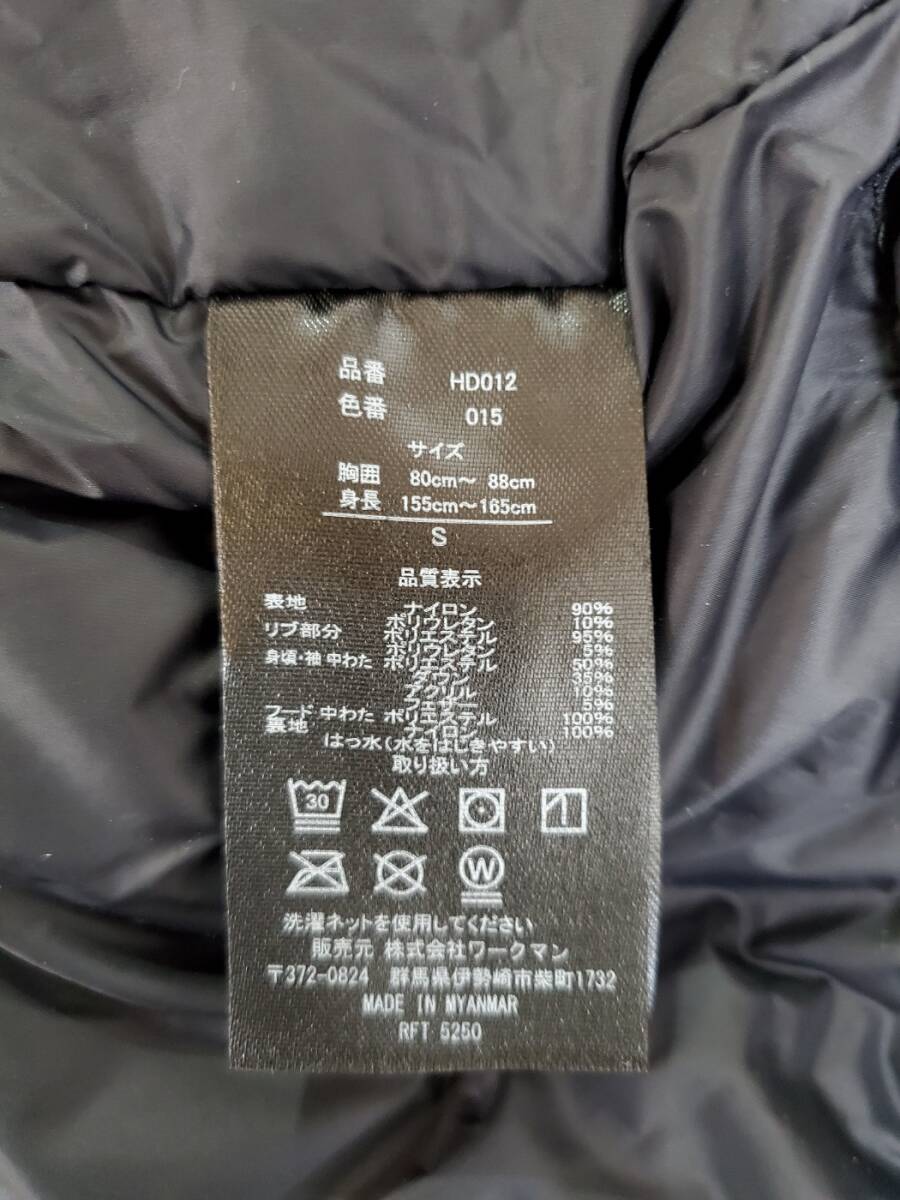 品番 HD012
色番 015
サイズ
胸囲 80cm～ 88cm
身長 155cm～165cm
S
品質表示
表地 ナイロン 90%
ポリウレタン 10%
リブ部分 ポリエステル 95%
ポリウレタン 5%
身頃・袖 中わた ポリエステル 50%
ダウン 35%
アクリル 10%
フェザー 5%
フード 中わた ポリエステル 100%
裏地 ナイロン 100%
はっ水(水をはじきやすい)
取り扱い方
30
W
洗濯ネットを使用してください
販売元 株式会社ワークマン
〒372-0824 群馬県伊勢崎市柴町1732
MADE IN MYANMAR
RFT 5250